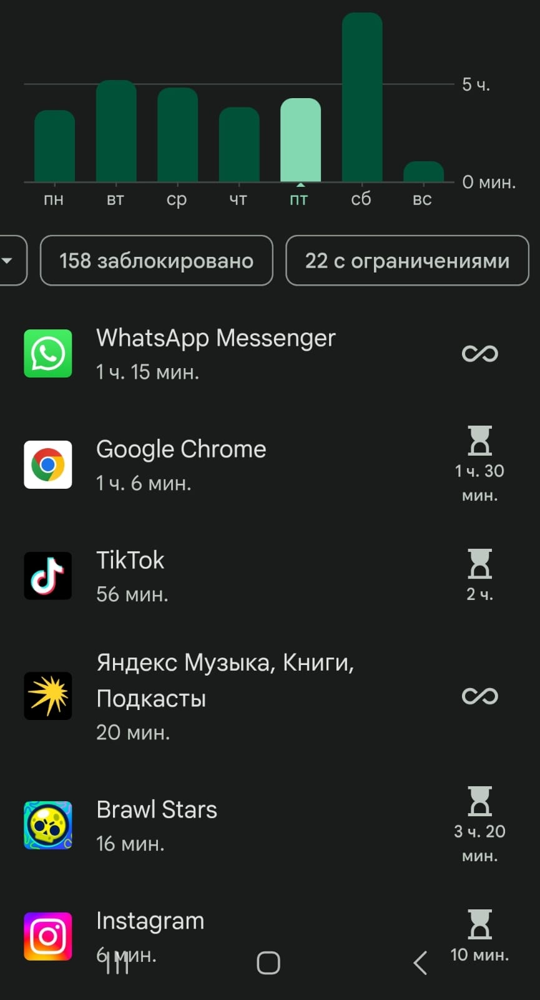 5 ч.
0 мин.
пн вт ср чт пт сб вс
158 заблокировано
22 с ограничениями
WhatsApp Messenger
1 ч. 15 мин.
Google Chrome
1 ч. 6 мин.
1 ч. 30
мин.
TikTok
56 мин.
2 ч.
Яндекс Музыка, Книги,
Подкасты
20 мин.
Brawl Stars
16 мин.
3 ч. 20
мин.
Instagram
6 мин.
10 мин.